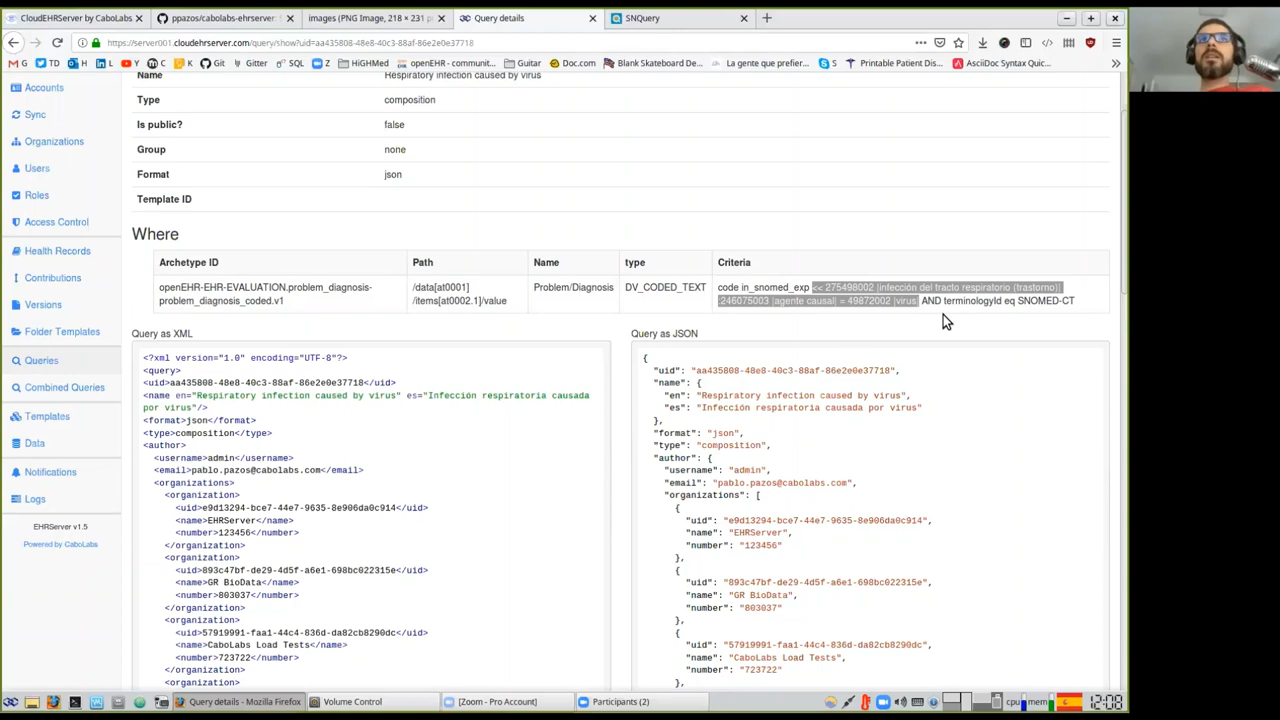 CloudEHRServer by CaboLabs
ppazos/cabolabs-ehrserver:
images (PNG Image, 218 × 231 pi
Query details
SNQuery
https://server001.cloudehrserver.com/query/show?uid=aa435808-48e8-40c3-88af-86e2e0e37718
G
TD
H
L
Y
C
K
Git
Gitter
SQL
Z
HiGHMed
openEHR - communit…
Guitar
Doc.com
Blank Skateboard De…
La gente que prefier…
S
Printable Patient Dis…
AsciiDoc Syntax Quic…
Accounts
Sync
Organizations
Users
Roles
Access Control
Health Records
Contributions
Versions
Folder Templates
Queries
Combined Queries
Templates
Data
Notifications
Logs
EHRServer v1.5
Powered by CaboLabs
Name Respiratory infection caused by virus
Type composition
Is public? false
Group none
Format json
Template ID
Where
Archetype ID Path Name type Criteria
openEHR-EHR-EVALUATION.problem_diagnosis-problem_diagnosis_coded.v1
/data[at0001]
/items[at0002.1]/value
Problem/Diagnosis
DV_CODED_TEXT
code in_snomed_exp << 275498002 |infección del tracto respiratorio (trastorno)|
:246075003 |agente causal| = 49872002 |virus| AND terminologyId eq SNOMED-CT
Query as XML
<?xml version="1.0" encoding="UTF-8"?>
<query>
<uid>aa435808-48e8-40c3-88af-86e2e0e37718</uid>
<name en="Respiratory infection caused by virus" es="Infección respiratoria causada
por virus"/>
<format>json</format>
<type>composition</type>
<author>
<username>admin</username>
<email>pablo.pazos@cabolabs.com</email>
<organizations>
<organization>
<uid>e9d13294-bce7-44e7-9635-8e906da0c914</uid>
<name>EHRServer</name>
<number>123456</number>
</organization>
<organization>
<uid>893c47bf-de29-4d5f-a6e1-698bc022315e</uid>
<name>GR BioData</name>
<number>803037</number>
</organization>
<organization>
<uid>57919991-faa1-44c4-836d-da82cb8290dc</uid>
<name>CaboLabs Load Tests</name>
<number>723722</number>
</organization>
<organization>
Query as JSON
{
"uid": "aa435808-48e8-40c3-88af-86e2e0e37718",
"name": {
"en": "Respiratory infection caused by virus",
"es": "Infección respiratoria causada por virus"
},
"format": "json",
"type": "composition",
"author": {
"username": "admin",
"email": "pablo.pazos@cabolabs.com",
"organizations": [
{
"uid": "e9d13294-bce7-44e7-9635-8e906da0c914",
"name": "EHRServer",
"number": "123456"
},
{
"uid": "893c47bf-de29-4d5f-a6e1-698bc022315e",
"name": "GR BioData",
"number": "803037"
},
{
"uid": "57919991-faa1-44c4-836d-da82cb8290dc",
"name": "CaboLabs Load Tests",
"number": "723722"
},
Query details - Mozilla Firefox
Volume Control
[Zoom - Pro Account]
Participants (2)
cpu
mem
12:08